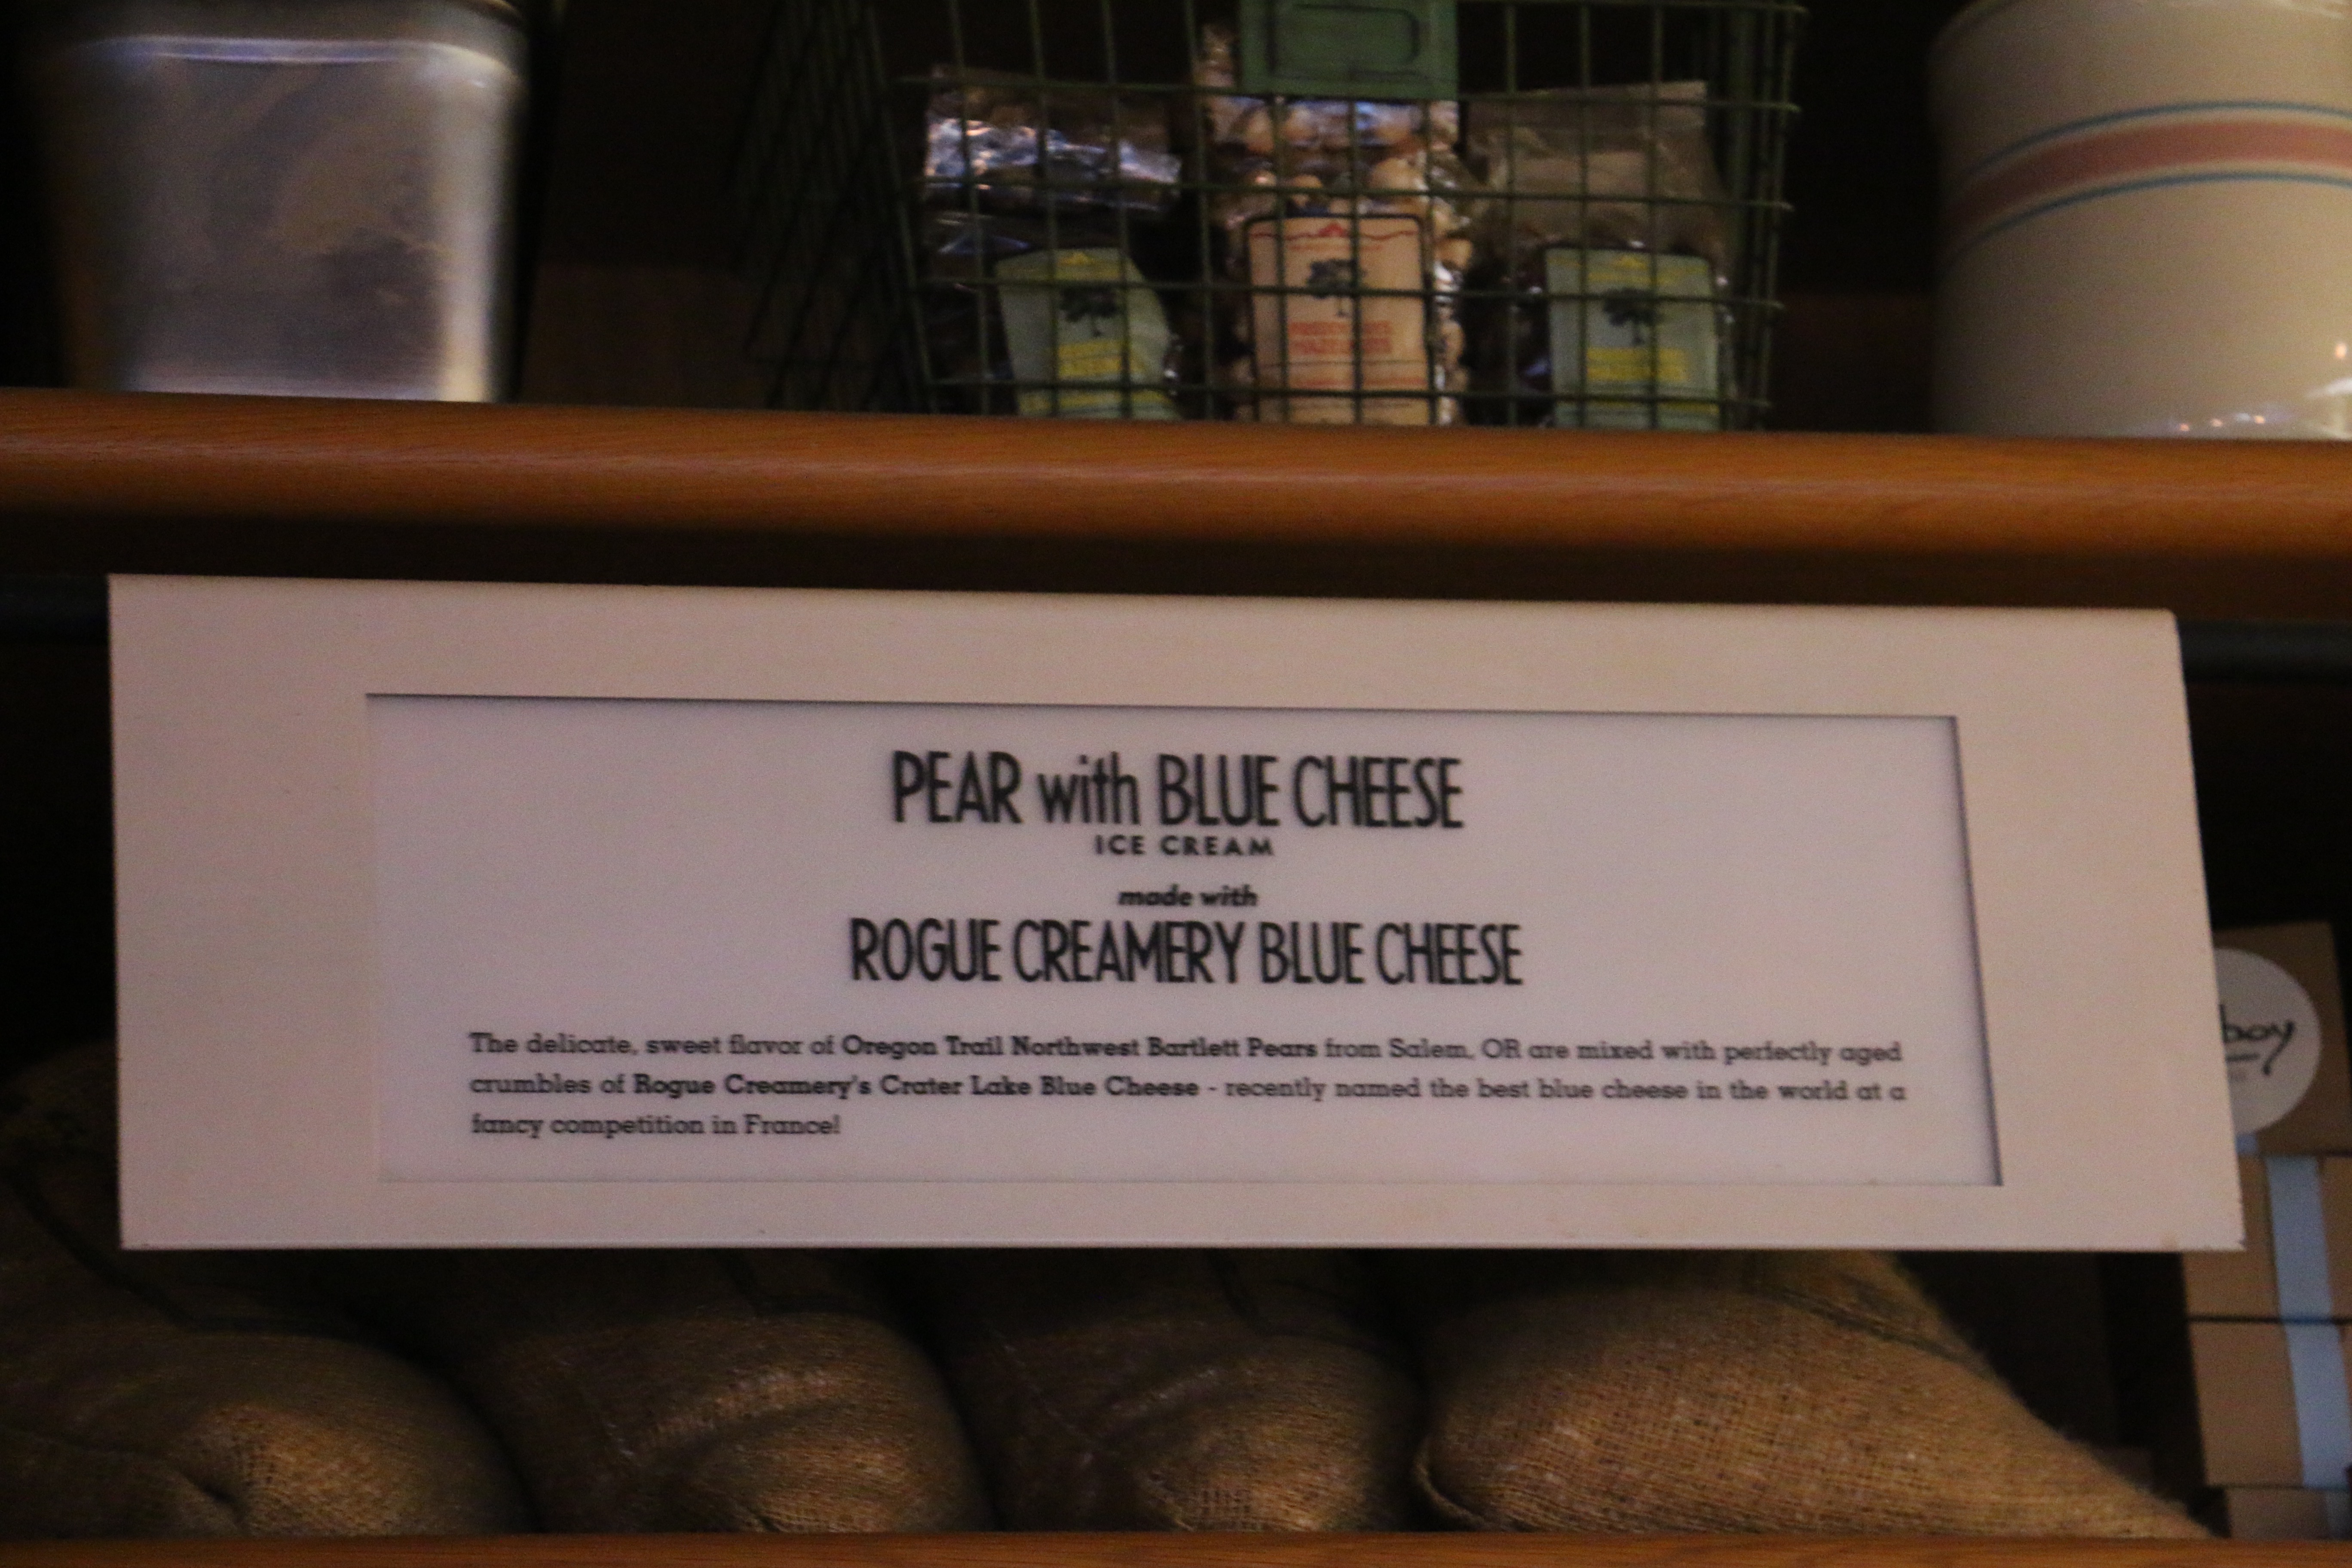 PEAR with BLUE CHEESE
ICE CREAM
made with
ROGUE CREAMERY BLUE CHEESE
The delicate, sweet flavor of Oregon Trail Northwest Bartlett Pears from Salem, OR are mixed with perfectly aged
crumbles of Rogue Creamery's Crater Lake Blue Cheese - recently named the best blue cheese in the world at a
fancy competition in France!
boy